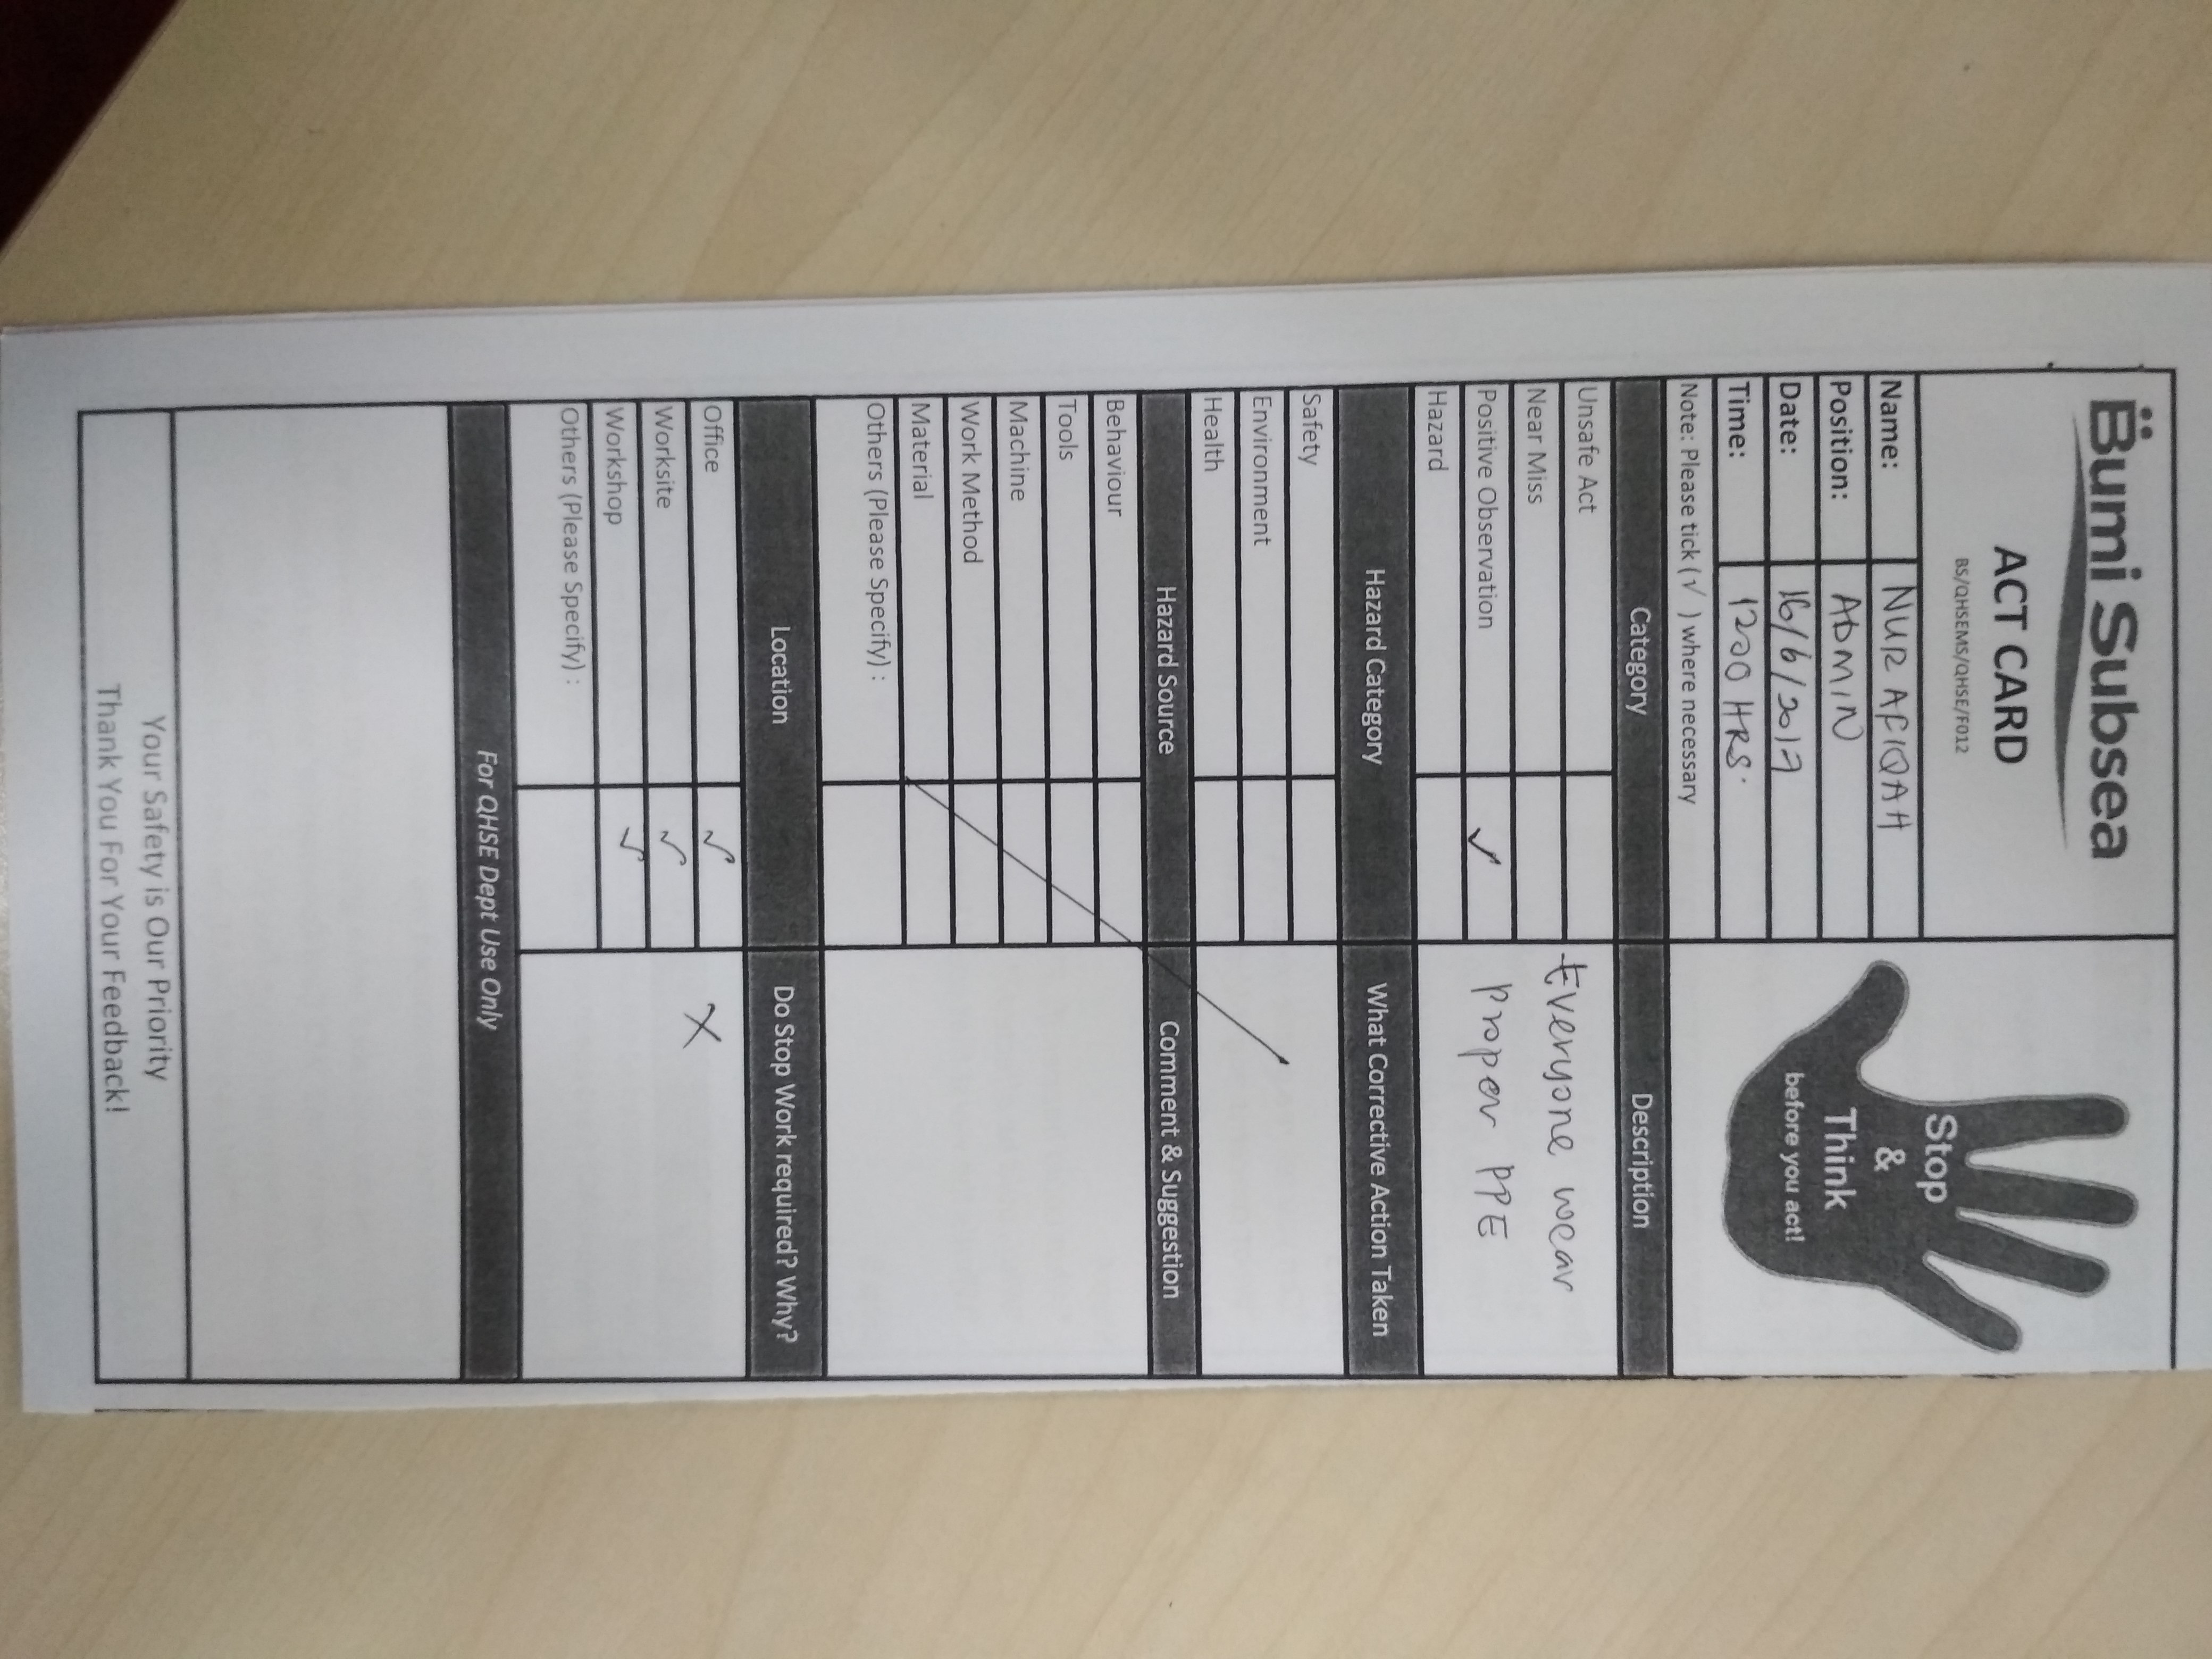 Bumi Subsea
ACT CARD
BS/QHSEMS/QHSE/F012
Stop
&
Think
before you act!
Name: NUR AFIQAH
Position: ADMIN
Date: 16/6/2017
Time: 1200 HRS.
Note: Please tick (√ ) where necessary
Category Description
Unsafe Act
Near Miss
Positive Observation ✓
Hazard
Everyone wear
proper PPE
Hazard Category What Corrective Action Taken
Safety
Environment
Health
Hazard Source Comment & Suggestion
Behaviour
Tools
Machine
Work Method
Material
Others (Please Specify) :
Location Do Stop Work required? Why?
Office ✓ X
Worksite ✓
Workshop ✓
Others (Please Specify) :
For QHSE Dept Use Only
Your Safety is Our Priority
Thank You For Your Feedback!